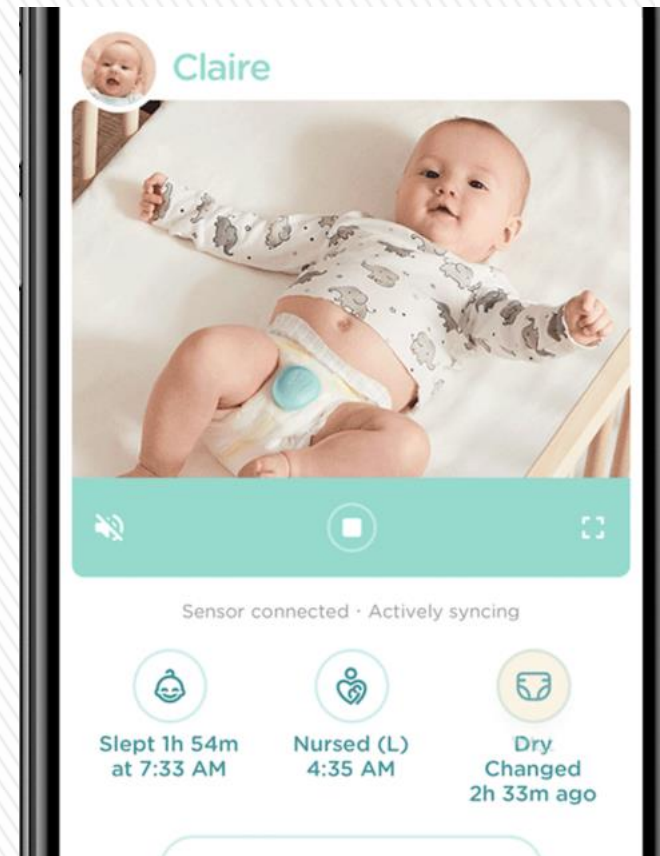 Claire
Sensor connected · Actively syncing
Slept 1h 54m
at 7:33 AM
Nursed (L)
4:35 AM
Dry
Changed
2h 33m ago